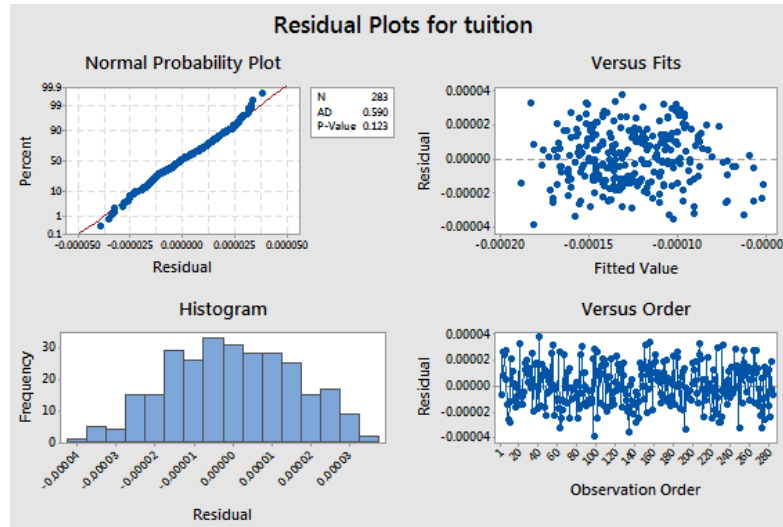 Residual Plots for tuition
Normal Probability Plot
99.9
99
90
50
10
1
0.1
Percent
-0.000050 -0.000025 0.000000 0.000025 0.000050
Residual
N 283
AD 0.590
P-Value 0.123
Versus Fits
0.00004
0.00002
0.00000
-0.00002
-0.00004
Residual
-0.00020 -0.00015 -0.00010 -0.0000
Fitted Value
Histogram
30
20
10
0
Frequency
-0.00004 -0.00003 -0.00002 -0.00001 0.00000 0.00001 0.00002 0.00003
Residual
Versus Order
0.00004
0.00002
0.00000
-0.00002
-0.00004
Residual
1 20 40 60 80 100 120 140 160 180 200 220 240 260 280
Observation Order